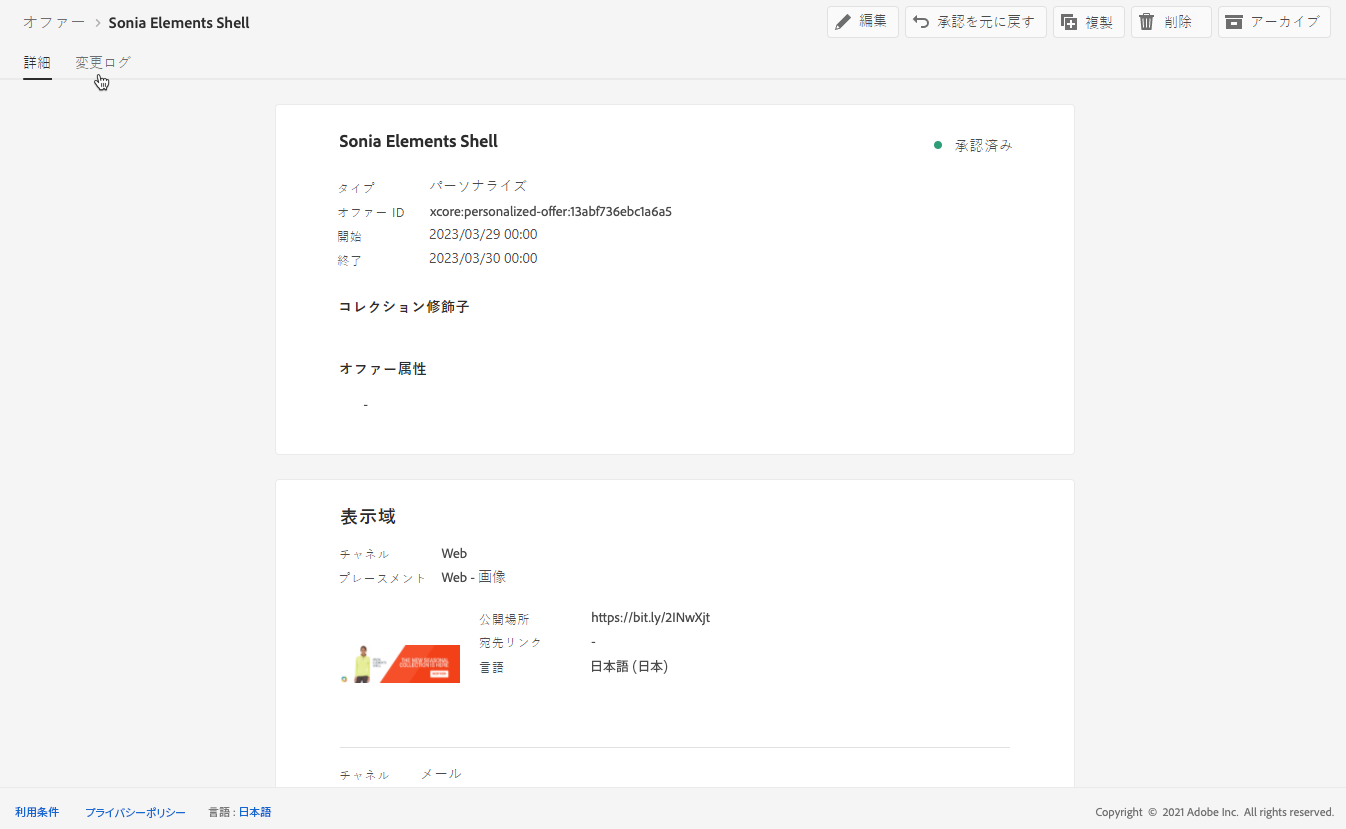 オファー > Sonia Elements Shell
編集 承認を元に戻す 複製 削除 アーカイブ
詳細 変更ログ
Sonia Elements Shell
承認済み
タイプ パーソナライズ
オファー ID xcore:personalized-offer:13abf736ebc1a6a5
開始 2023/03/29 00:00
終了 2023/03/30 00:00
コレクション修飾子
オファー属性
-
表示域
チャネル Web
プレースメント Web - 画像
公開場所 https://bit.ly/2INwXjt
宛先リンク -
言語 日本語 (日本)
THE NEW SEASONAL
COLLECTION IS HERE
チャネル メール
利用条件 プライバシーポリシー 言語 : 日本語
Copyright © 2021 Adobe Inc. All rights reserved.